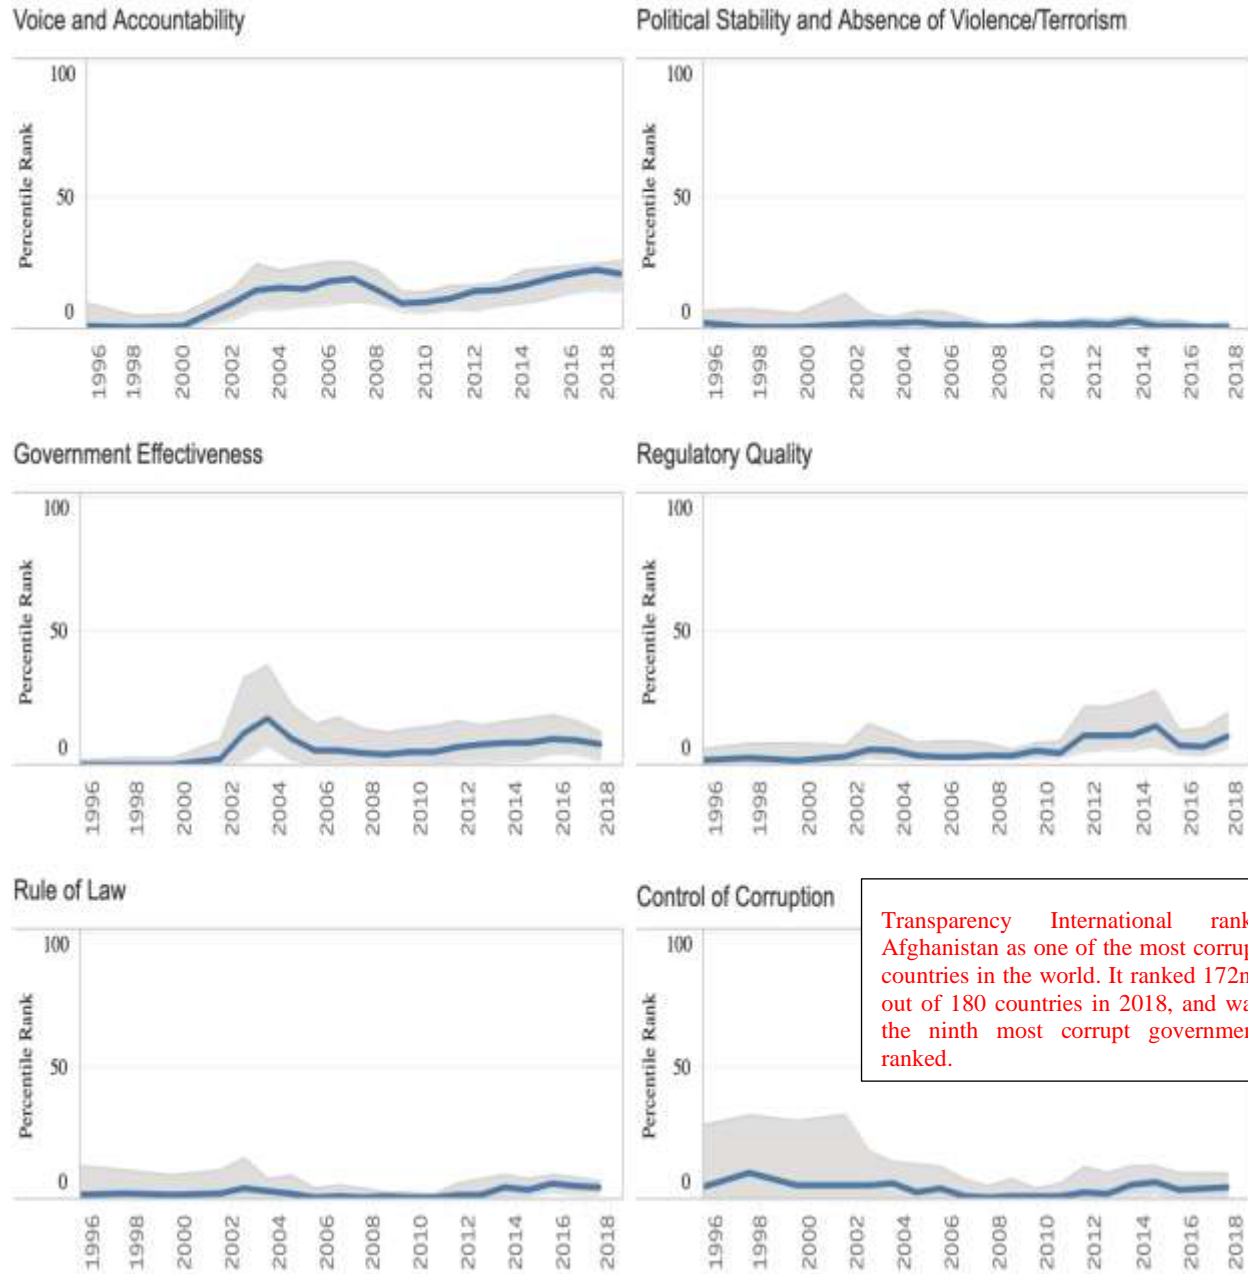 Voice and Accountability
Political Stability and Absence of Violence/Terrorism
100
50
0
Percentile Rank
1996 1998 2000 2002 2004 2006 2008 2010 2012 2014 2016 2018
100
50
0
Percentile Rank
1996 1998 2000 2002 2004 2006 2008 2010 2012 2014 2016 2018
Government Effectiveness
Regulatory Quality
100
50
0
Percentile Rank
1996 1998 2000 2002 2004 2006 2008 2010 2012 2014 2016 2018
100
50
0
Percentile Rank
1996 1998 2000 2002 2004 2006 2008 2010 2012 2014 2016 2018
Rule of Law
Control of Corruption
100
50
0
Percentile Rank
1996 1998 2000 2002 2004 2006 2008 2010 2012 2014 2016 2018
100
50
0
Percentile Rank
1996 1998 2000 2002 2004 2006 2008 2010 2012 2014 2016 2018
Transparency International rank
Afghanistan as one of the most corrup
countries in the world. It ranked 172n
out of 180 countries in 2018, and wa
the ninth most corrupt governmen
ranked.